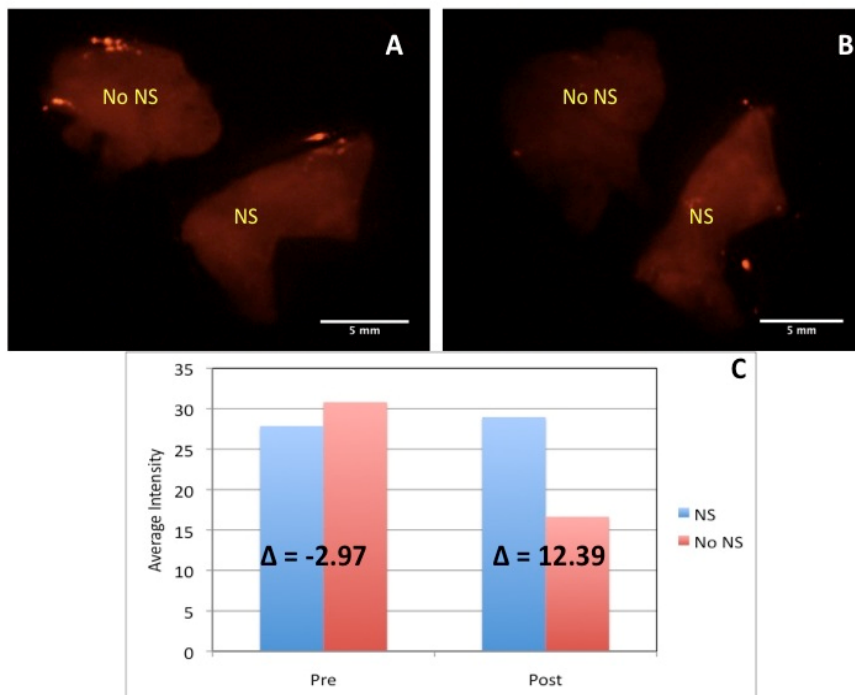 A
No NS
NS
5 mm
B
No NS
NS
5 mm
C
35
30
25
20
15
10
5
0
Average Intensity
Δ = -2.97
Δ = 12.39
Pre
Post
NS
No NS